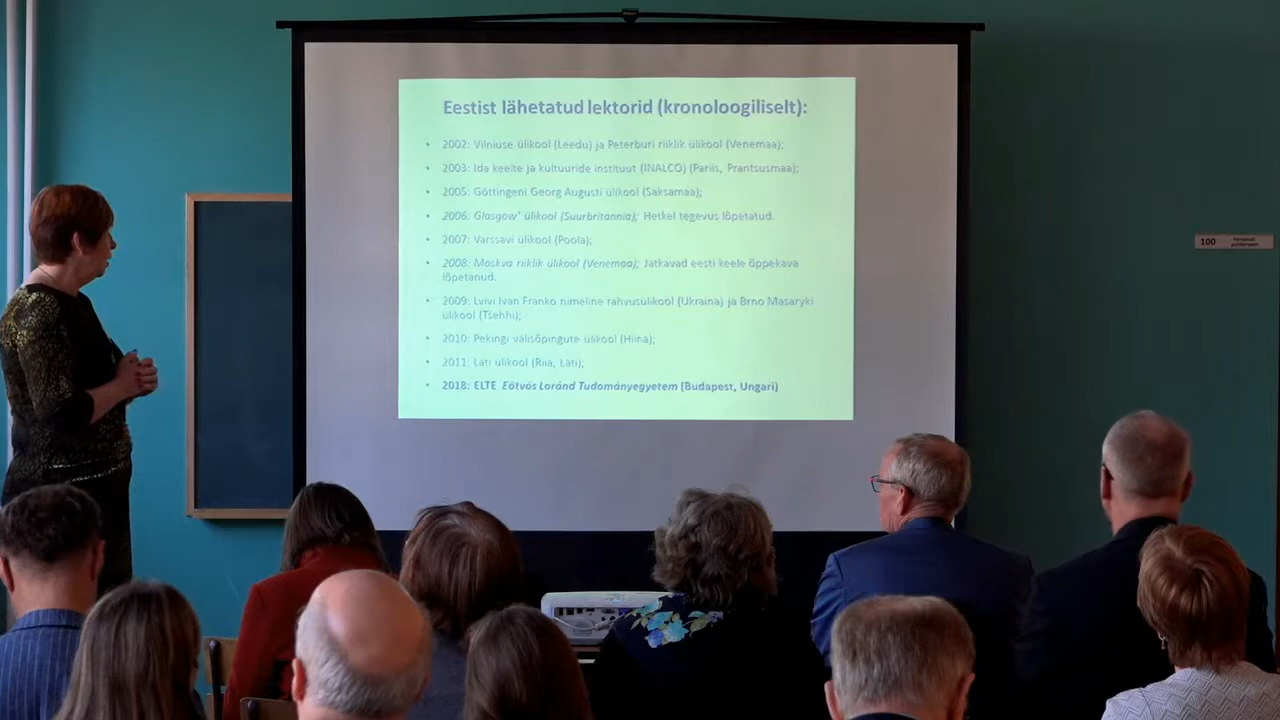 Eestist lähetatud lektorid (kronoloogiliselt):
• 2002: Vilniuse ülikool (Leedu) ja Peterburi riiklik ülikool (Venemaa);
• 2003: Ida keelte ja kultuuride instituut (INALCO) (Pariis, Prantsusmaa);
• 2005: Göttingeni Georg Augusti ülikool (Saksamaa);
• 2006: Glasgow' ülikool (Suurbritannia); Hetkel tegevus lõpetatud.
• 2007: Varssavi ülikool (Poola);
• 2008: Moskva riiklik ülikool (Venemaa); Jätkavad eesti keele õppekava
lõpetanud.
• 2009: Lvivi Ivan Franko nimeline rahvusülikool (Ukraina) ja Brno Masaryki
ülikool (Tšehhi);
• 2010: Pekingi välisõpingute ülikool (Hiina);
• 2011: Läti ülikool (Riia, Läti);
• 2018: ELTE Eötvös Loránd Tudományegyetem (Budapest, Ungari)
100